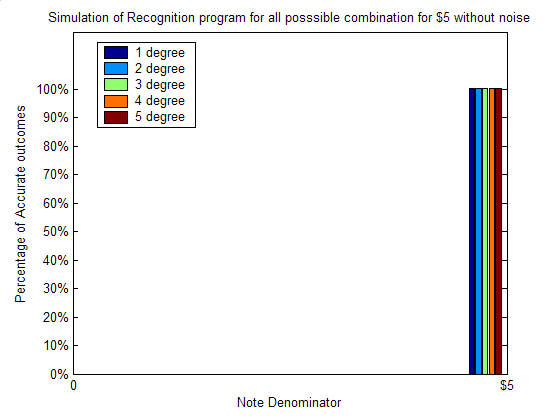 Simulation of Recognition program for all posssible combination for $5 without noise
1 degree
2 degree
3 degree
4 degree
5 degree
Percentage of Accurate outcomes
100%
90%
80%
70%
60%
50%
40%
30%
20%
10%
0%
0
$5
Note Denominator